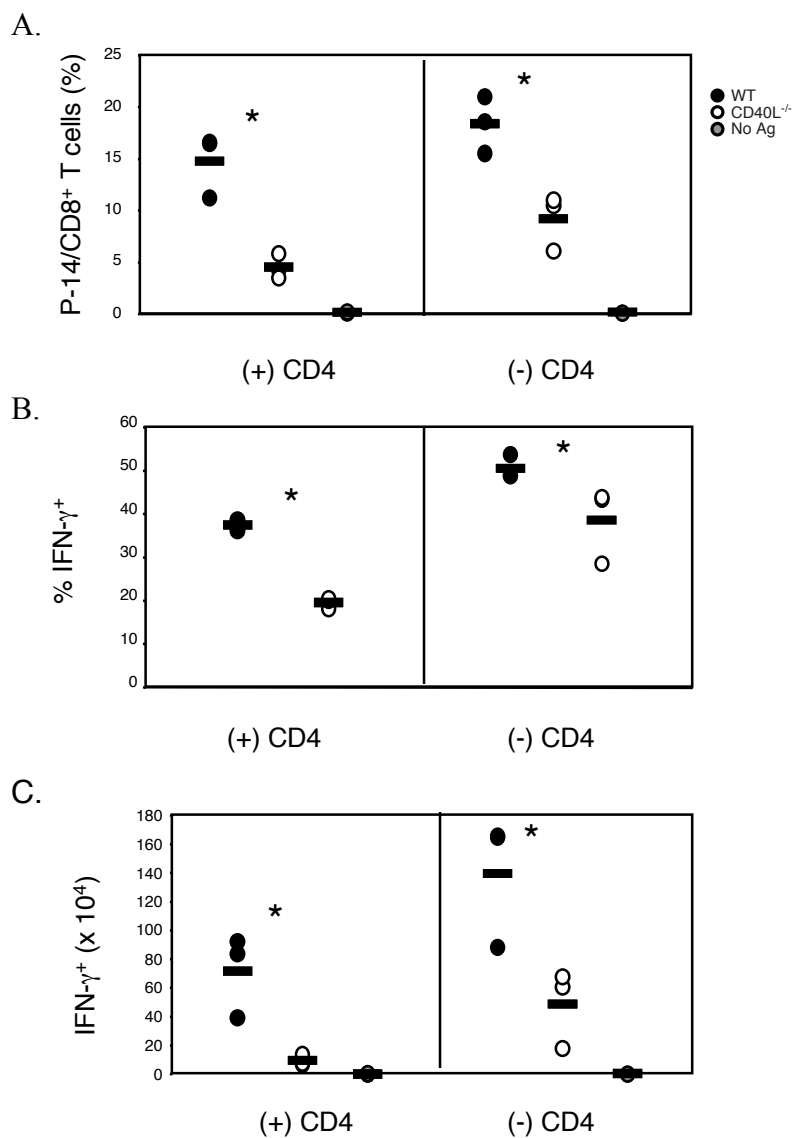 A.
P-14/CD8⁺ T cells (%)
25
20
15
10
5
0
*
*
WT
CD40L⁻/⁻
No Ag
(+) CD4
(-) CD4
B.
% IFN-γ⁺
60
50
40
30
20
10
0
*
*
(+) CD4
(-) CD4
C.
IFN-γ⁺ (x 10⁴)
180
160
140
120
100
80
60
40
20
0
*
*
(+) CD4
(-) CD4